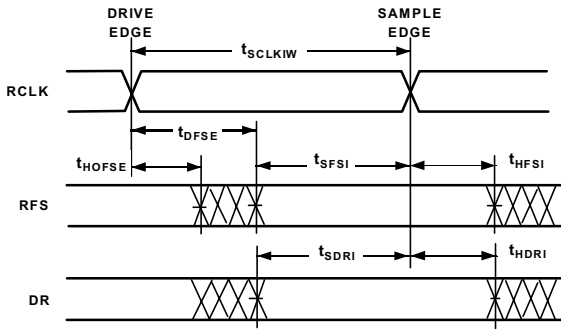 DRIVE EDGE
SAMPLE EDGE
tSCLKIW
RCLK
tDFSE
tHOFSE
tSFSI
tHFSI
RFS
tSDRI
tHDRI
DR